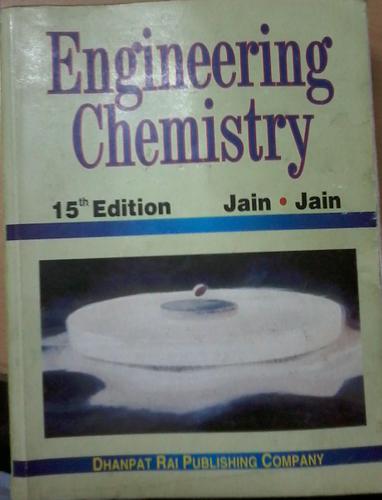 Engineering
Chemistry
15th Edition Jain • Jain
DHANPAT RAI PUBLISHING COMPANY